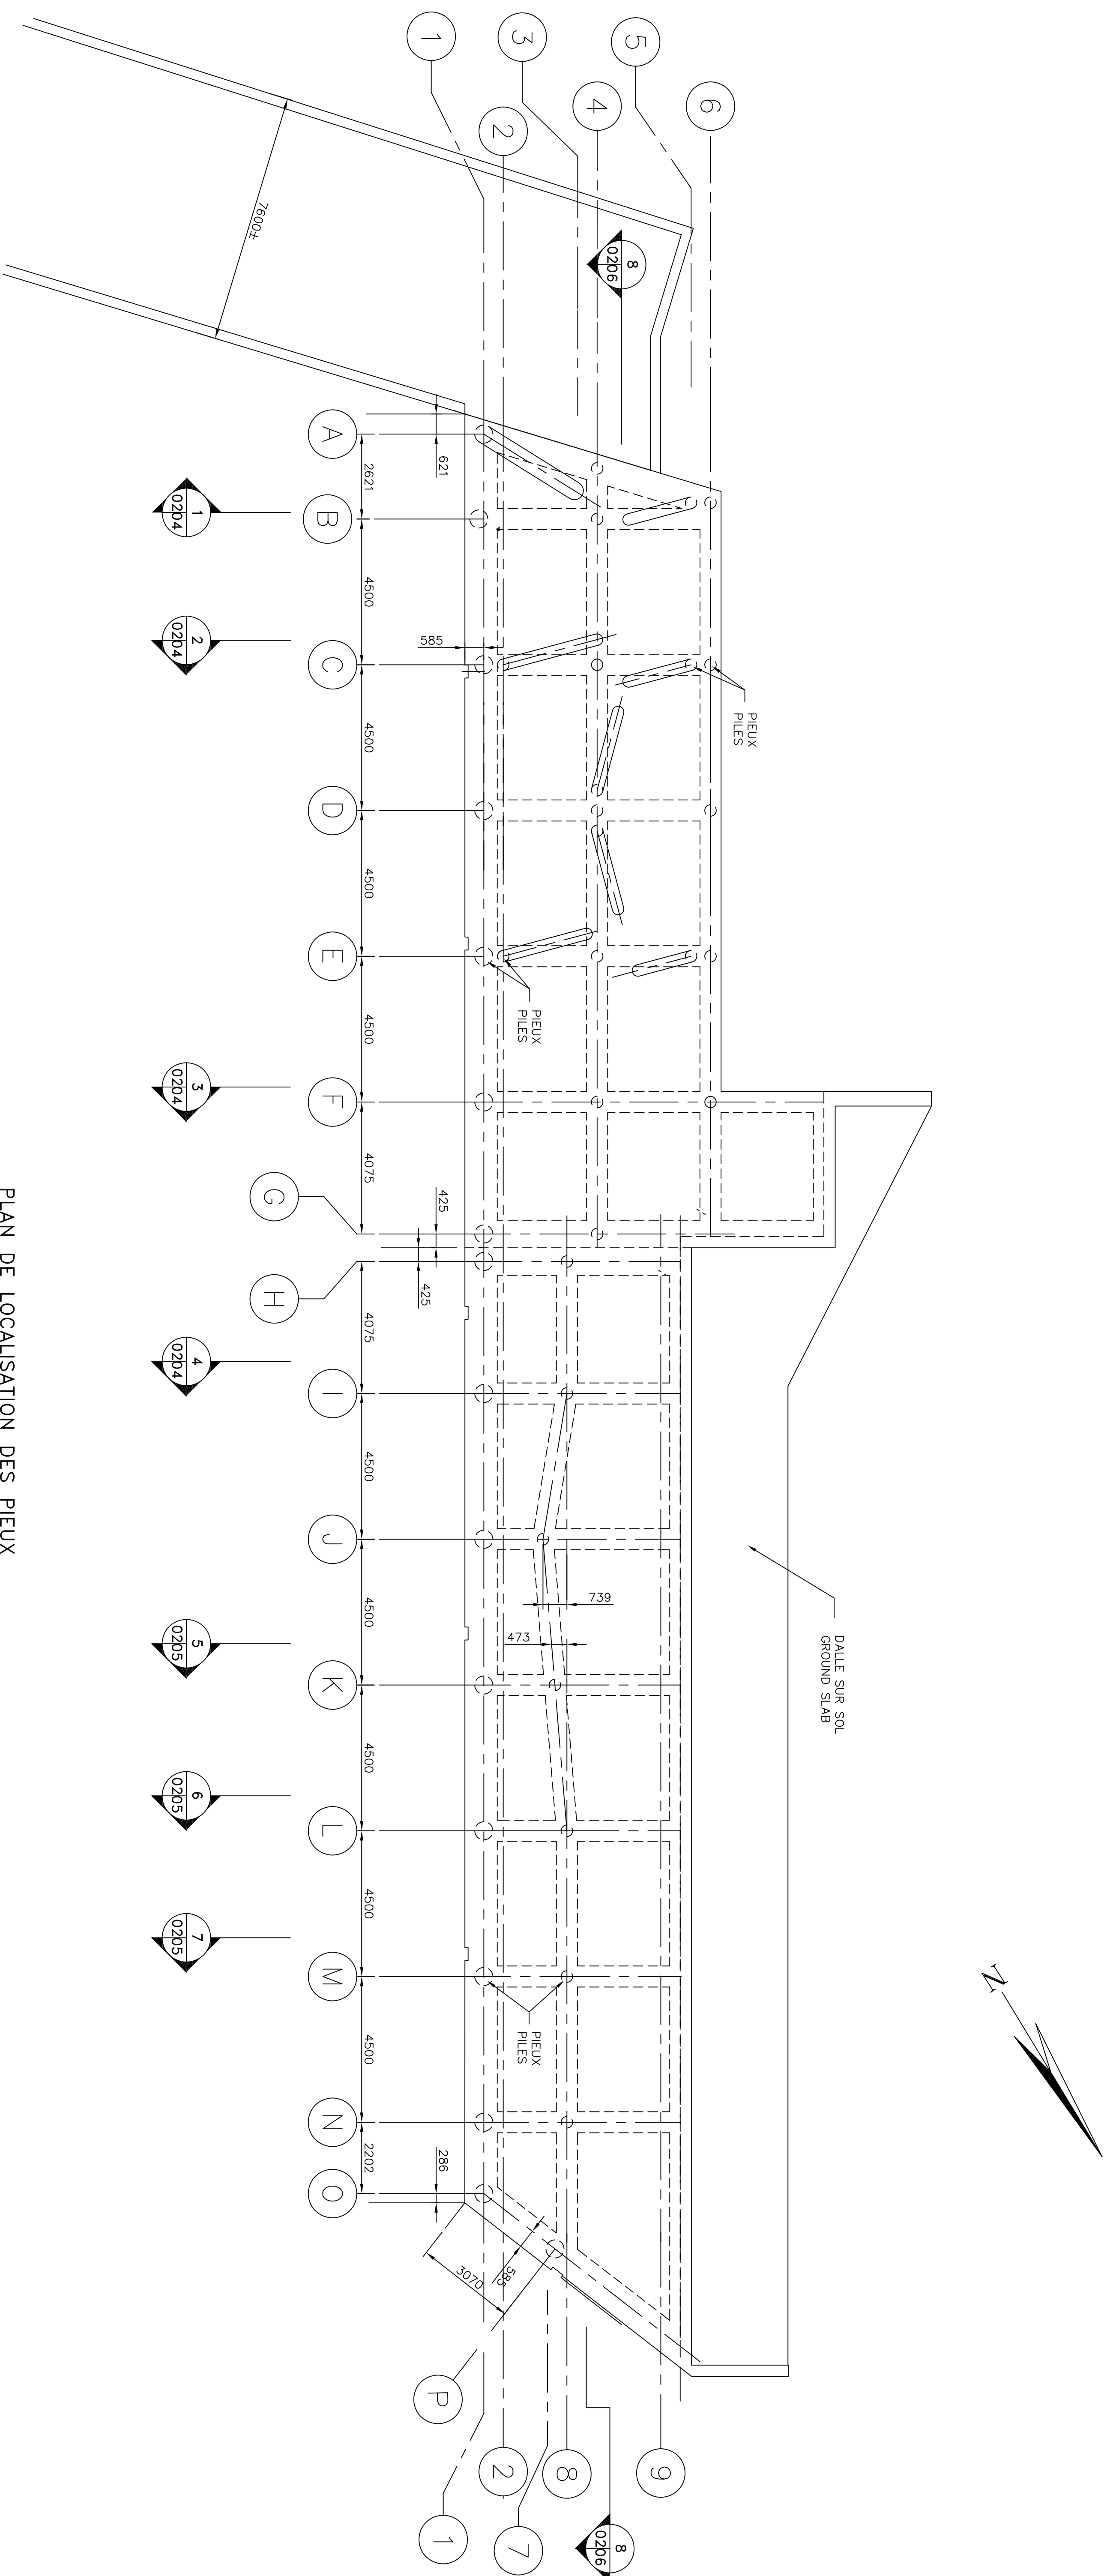 1
2
3
4
5
6
8
0206
7600±
A
B
C
D
E
F
G
H
I
J
K
L
M
N
O
P
621
2621
4500
4500
4500
4500
4500
4075
425
425
4075
4500
4500
4500
4500
4500
2202
286
585
739
473
3070
585
PIEUX
PILES
PIEUX
PILES
PIEUX
PILES
DALLE SUR SOL
GROUND SLAB
1
0204
2
0204
3
0204
4
0204
5
0205
6
0205
7
0205
1
2
7
8
9
8
0206
N
PLAN DE LOCALISATION DES PIEUX